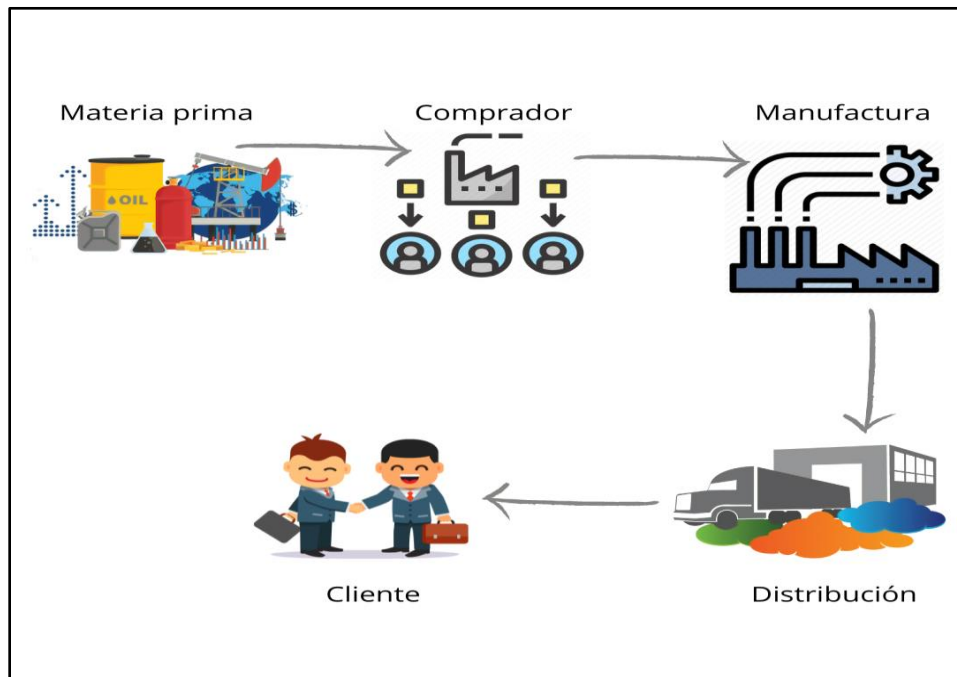 Materia prima
Comprador
Manufactura
OIL
$
Cliente
Distribución